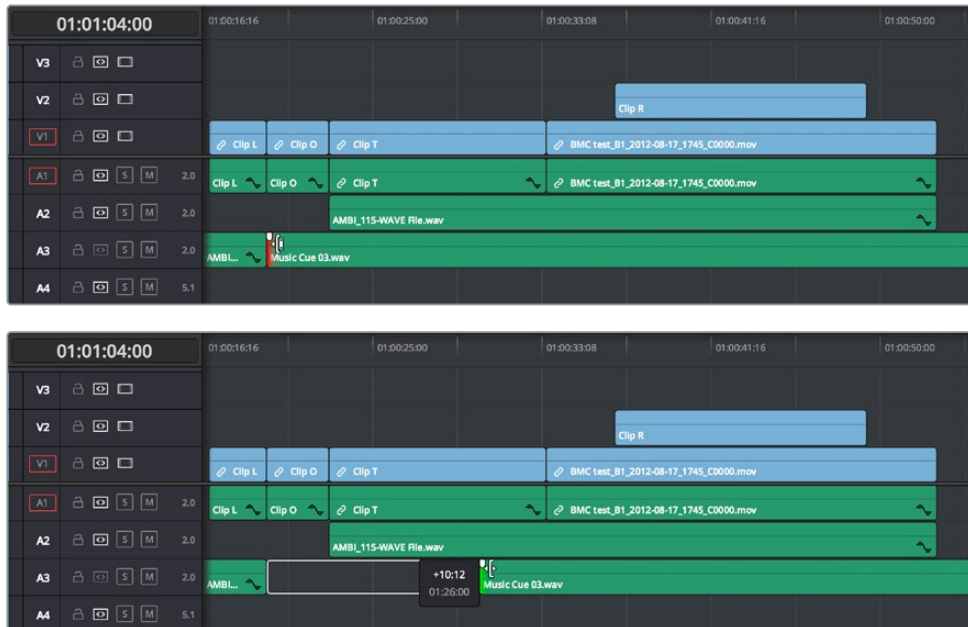 01:01:04:00 01:00:16:16 01:00:25:00 01:00:33:08 01:00:41:16 01:00:50:00
V3
V2 Clip R
V1 Clip L Clip O Clip T BMC test_B1_2012-08-17_1745_C0000.mov
A1 S M 2.0 Clip L Clip O Clip T BMC test_B1_2012-08-17_1745_C0000.mov
A2 S M 2.0 AMBI_115-WAVE File.wav
A3 S M 2.0 AMBI... Music Cue 03.wav
A4 S M 5.1
01:01:04:00 01:00:16:16 01:00:25:00 01:00:33:08 01:00:41:16 01:00:50:00
V3
V2 Clip R
V1 Clip L Clip O Clip T BMC test_B1_2012-08-17_1745_C0000.mov
A1 S M 2.0 Clip L Clip O Clip T BMC test_B1_2012-08-17_1745_C0000.mov
A2 S M 2.0 AMBI_115-WAVE File.wav
A3 S M 2.0 AMBI... +10:12 Music Cue 03.wav
01:26:00
A4 S M 5.1